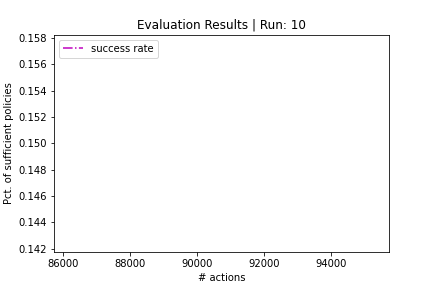 Evaluation Results | Run: 10
success rate
Pct. of sufficient policies
0.158
0.156
0.154
0.152
0.150
0.148
0.146
0.144
0.142
86000 88000 90000 92000 94000
# actions